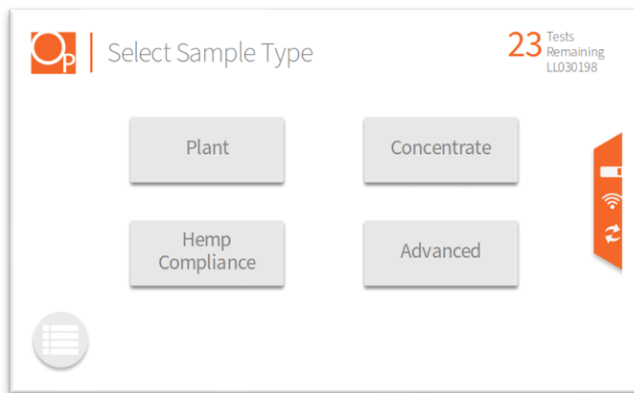 OP
Select Sample Type
23 Tests
Remaining
LL030198
Plant
Concentrate
Hemp
Compliance
Advanced